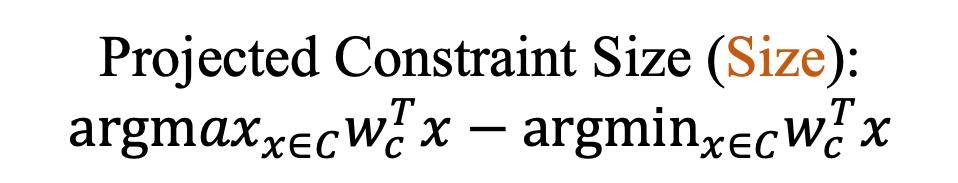 Projected Constraint Size (Size):
argmax_{x∈C} w_c^T x − argmin_{x∈C} w_c^T x